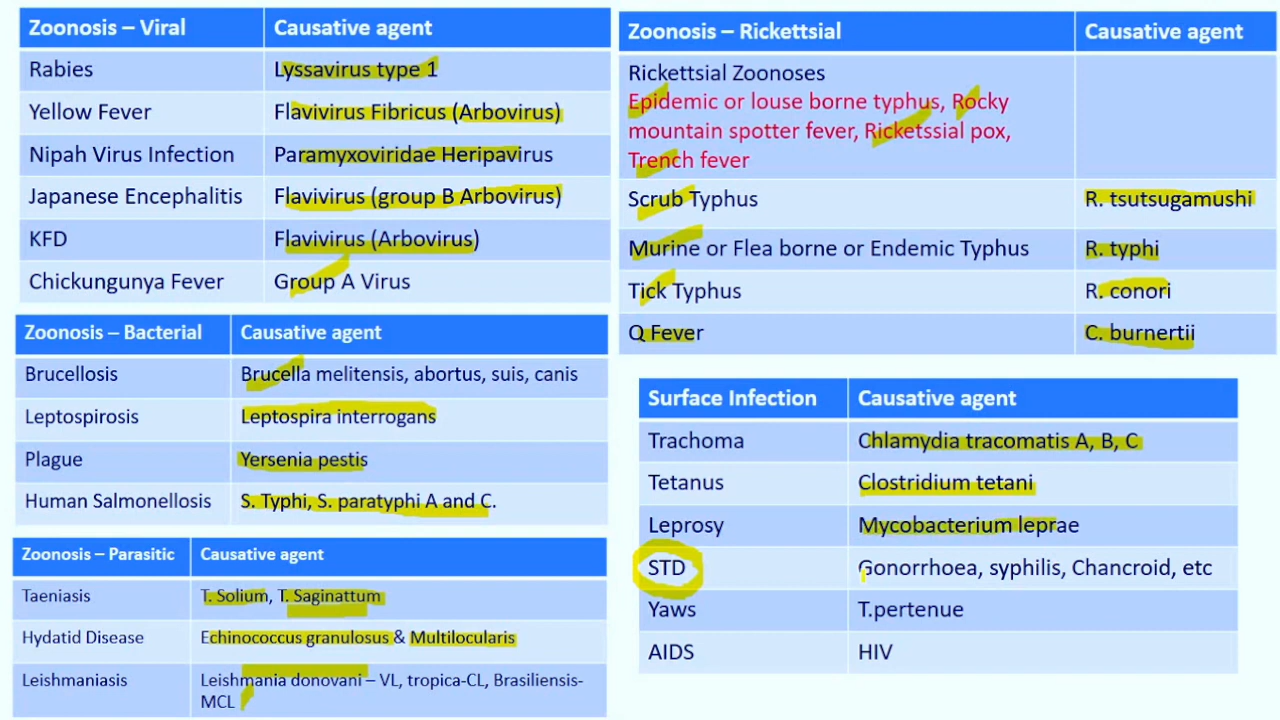 Zoonosis – Viral Causative agent
Rabies Lyssavirus type 1
Yellow Fever Flavivirus Fibricus (Arbovirus)
Nipah Virus Infection Paramyxoviridae Heripavirus
Japanese Encephalitis Flavivirus (group B Arbovirus)
KFD Flavivirus (Arbovirus)
Chickungunya Fever Group A Virus
Zoonosis – Bacterial Causative agent
Brucellosis Brucella melitensis, abortus, suis, canis
Leptospirosis Leptospira interrogans
Plague Yersenia pestis
Human Salmonellosis S. Typhi, S. paratyphi A and C.
Zoonosis – Parasitic Causative agent
Taeniasis T. Solium, T. Saginattum
Hydatid Disease Echinococcus granulosus & Multilocularis
Leishmaniasis Leishmania donovani – VL, tropica-CL, Brasiliensis-
MCL
Zoonosis – Rickettsial Causative agent
Rickettsial Zoonoses
Epidemic or louse borne typhus, Rocky
mountain spotter fever, Ricketssial pox,
Trench fever
Scrub Typhus R. tsutsugamushi
Murine or Flea borne or Endemic Typhus R. typhi
Tick Typhus R. conori
Q Fever C. burnertii
Surface Infection Causative agent
Trachoma Chlamydia tracomatis A, B, C
Tetanus Clostridium tetani
Leprosy Mycobacterium leprae
STD Gonorrhoea, syphilis, Chancroid, etc
Yaws T.pertenue
AIDS HIV